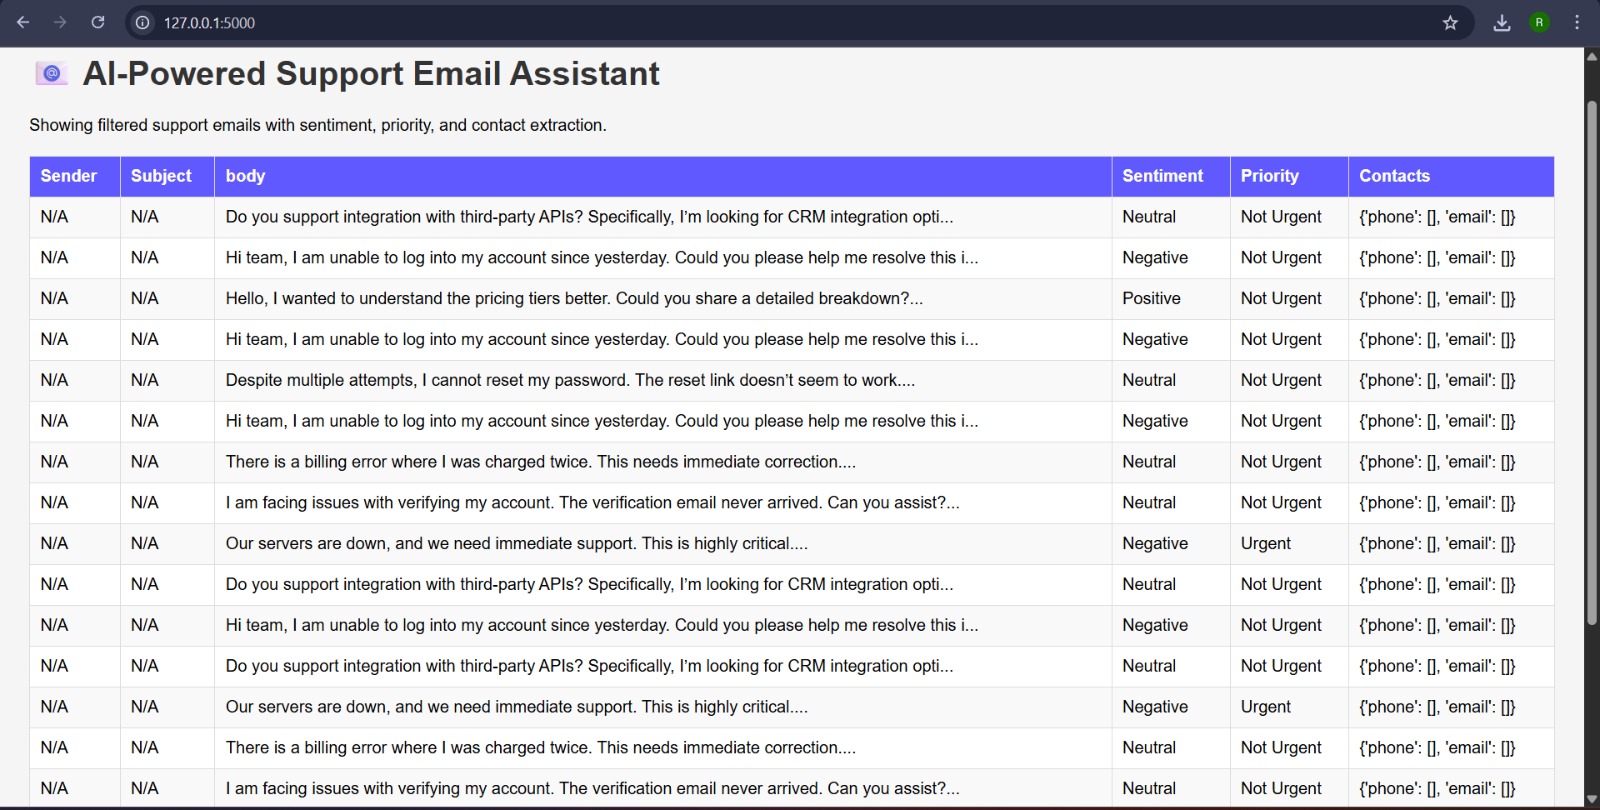 127.0.0.1:5000
R
AI-Powered Support Email Assistant
Showing filtered support emails with sentiment, priority, and contact extraction.
Sender Subject body Sentiment Priority Contacts
N/A N/A Do you support integration with third-party APIs? Specifically, I’m looking for CRM integration opti... Neutral Not Urgent {'phone': [], 'email': []}
N/A N/A Hi team, I am unable to log into my account since yesterday. Could you please help me resolve this i... Negative Not Urgent {'phone': [], 'email': []}
N/A N/A Hello, I wanted to understand the pricing tiers better. Could you share a detailed breakdown?... Positive Not Urgent {'phone': [], 'email': []}
N/A N/A Hi team, I am unable to log into my account since yesterday. Could you please help me resolve this i... Negative Not Urgent {'phone': [], 'email': []}
N/A N/A Despite multiple attempts, I cannot reset my password. The reset link doesn’t seem to work.... Neutral Not Urgent {'phone': [], 'email': []}
N/A N/A Hi team, I am unable to log into my account since yesterday. Could you please help me resolve this i... Negative Not Urgent {'phone': [], 'email': []}
N/A N/A There is a billing error where I was charged twice. This needs immediate correction.... Neutral Not Urgent {'phone': [], 'email': []}
N/A N/A I am facing issues with verifying my account. The verification email never arrived. Can you assist?... Neutral Not Urgent {'phone': [], 'email': []}
N/A N/A Our servers are down, and we need immediate support. This is highly critical.... Negative Urgent {'phone': [], 'email': []}
N/A N/A Do you support integration with third-party APIs? Specifically, I’m looking for CRM integration opti... Neutral Not Urgent {'phone': [], 'email': []}
N/A N/A Hi team, I am unable to log into my account since yesterday. Could you please help me resolve this i... Negative Not Urgent {'phone': [], 'email': []}
N/A N/A Do you support integration with third-party APIs? Specifically, I’m looking for CRM integration opti... Neutral Not Urgent {'phone': [], 'email': []}
N/A N/A Our servers are down, and we need immediate support. This is highly critical.... Negative Urgent {'phone': [], 'email': []}
N/A N/A There is a billing error where I was charged twice. This needs immediate correction.... Neutral Not Urgent {'phone': [], 'email': []}
N/A N/A I am facing issues with verifying my account. The verification email never arrived. Can you assist?... Neutral Not Urgent {'phone': [], 'email': []}